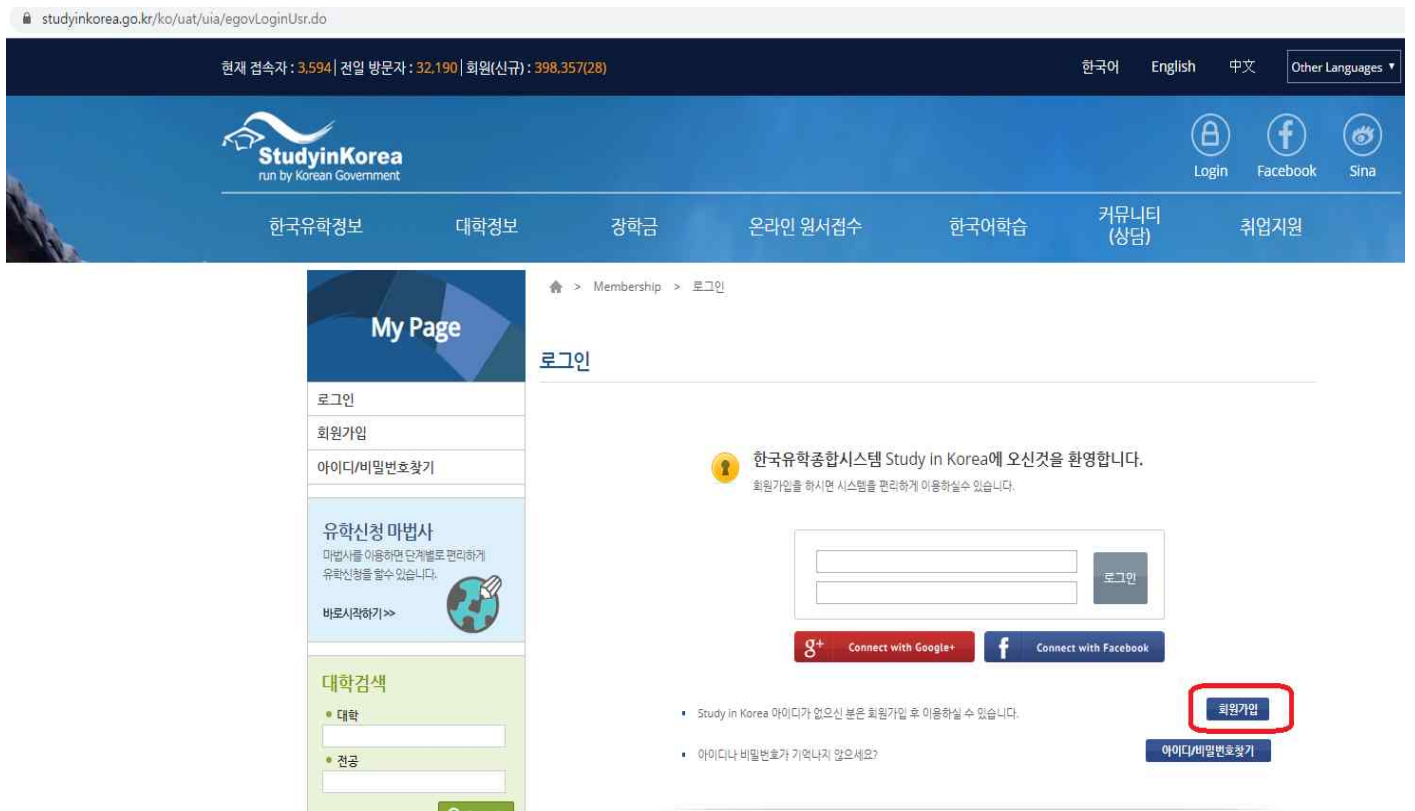 studyinkorea.go.kr/ko/uat/uia/egovLoginUsr.do
현재 접속자 : 3,594 | 전일 방문자 : 32,190 | 회원(신규) : 398,357(28)
한국어 English 中文 Other Languages
StudyinKorea
run by Korean Government
Login Facebook Sina
한국유학정보 대학정보 장학금 온라인 원서접수 한국어학습 커뮤니티 취업지원
(상담)
My Page
로그인
회원가입
아이디/비밀번호찾기
유학신청 마법사
마법사를 이용하면 단계별로 편리하게
유학신청을 할수 있습니다.
바로시작하기 >>
대학검색
대학
전공
> Membership > 로그인
로그인
한국유학종합시스템 Study in Korea에 오신것을 환영합니다.
회원가입을 하시면 시스템을 편리하게 이용하실수 있습니다.
로그인
g+ Connect with Google+
f Connect with Facebook
Study in Korea 아이디가 없으신 분은 회원가입 후 이용하실 수 있습니다.
회원가입
아이디나 비밀번호가 기억나지 않으세요?
아이디/비밀번호찾기